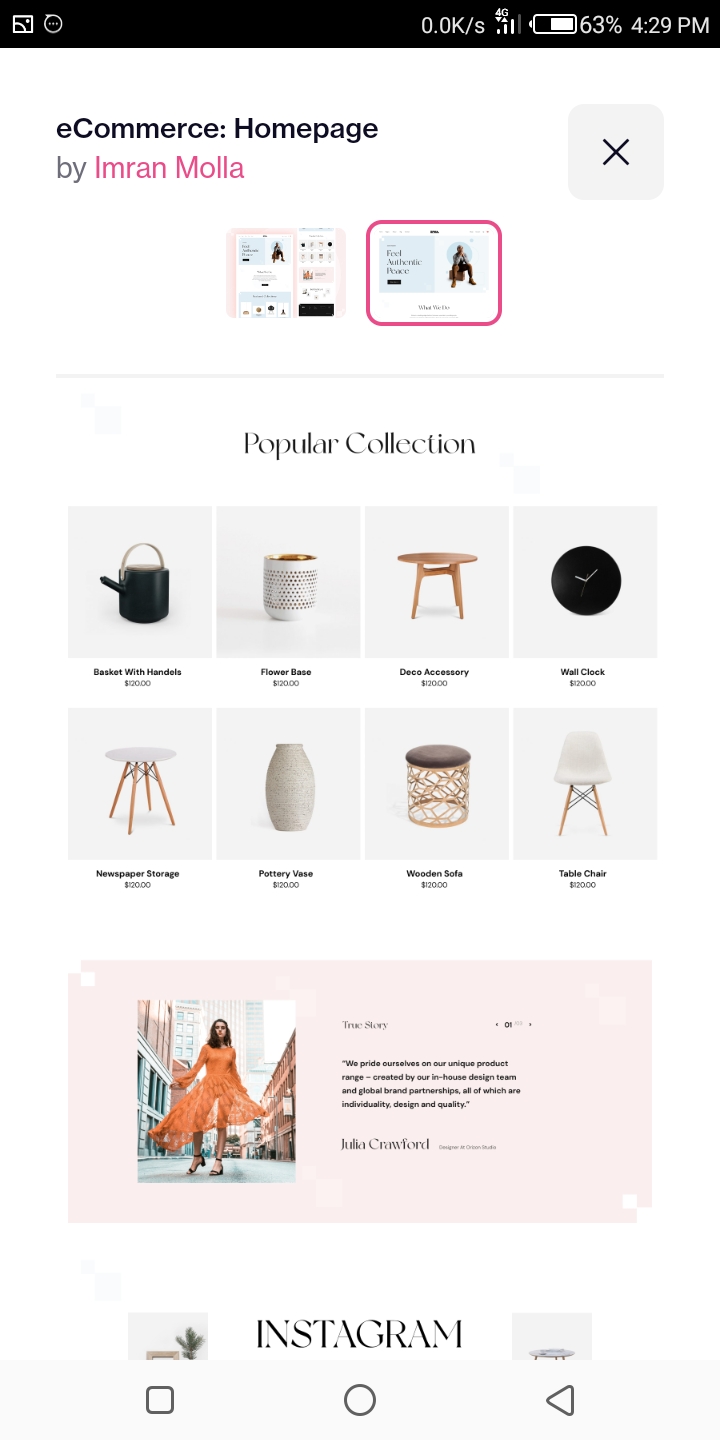 0.0K/s 4G 63% 4:29 PM
eCommerce: Homepage
by Imran Molla
Feel
Authentic
Peace
What We Do
Popular Collection
Basket With Handels
$120.00
Flower Base
$120.00
Deco Accessory
$120.00
Wall Clock
$120.00
Newspaper Storage
$120.00
Pottery Vase
$120.00
Wooden Sofa
$120.00
Table Chair
$120.00
True Story
01
“We pride ourselves on our unique product
range – created by our in-house design team
and global brand partnerships, all of which are
individuality, design and quality.”
Julia Crawford Designer At Orixon Studio
INSTAGRAM